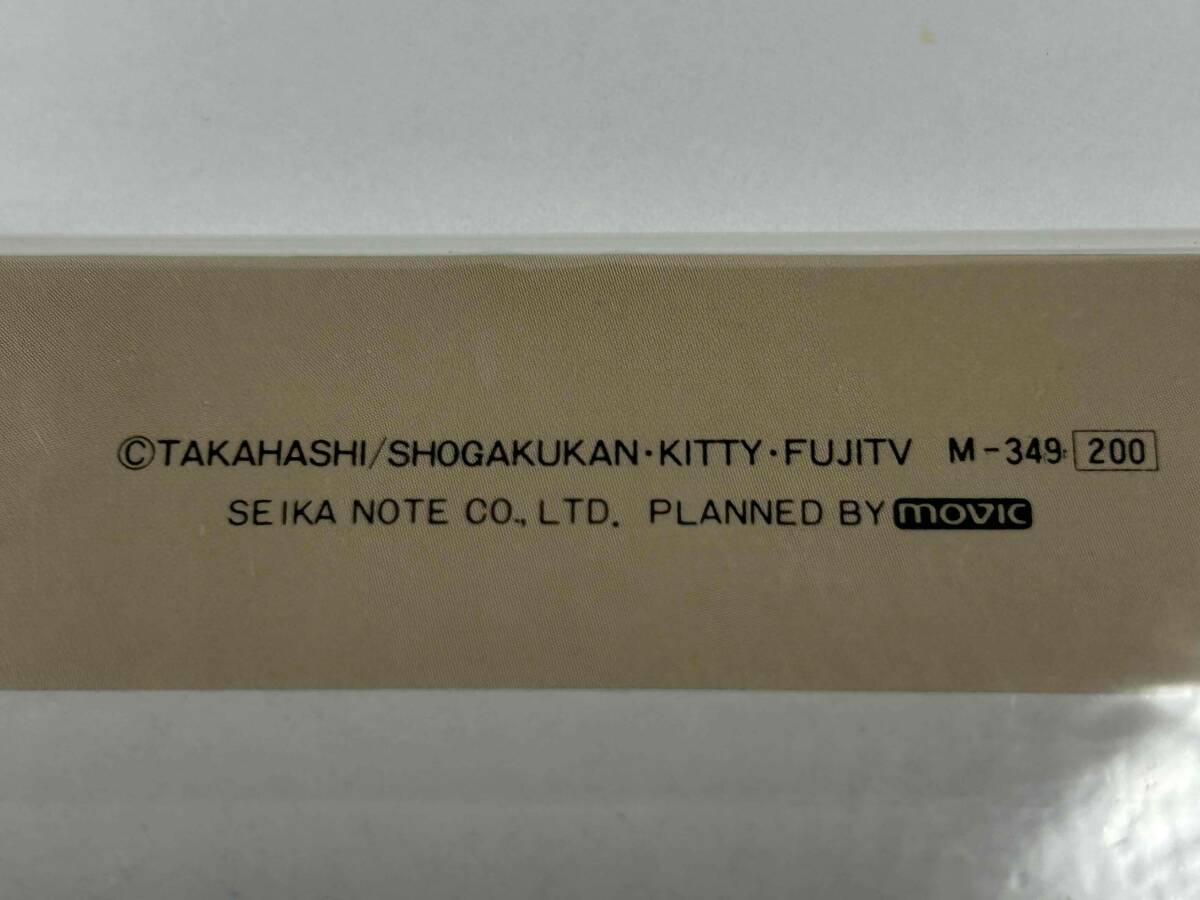 ©TAKAHASHI/SHOGAKUKAN・KITTY・FUJITV M-349 200
SEIKA NOTE CO., LTD. PLANNED BY movic